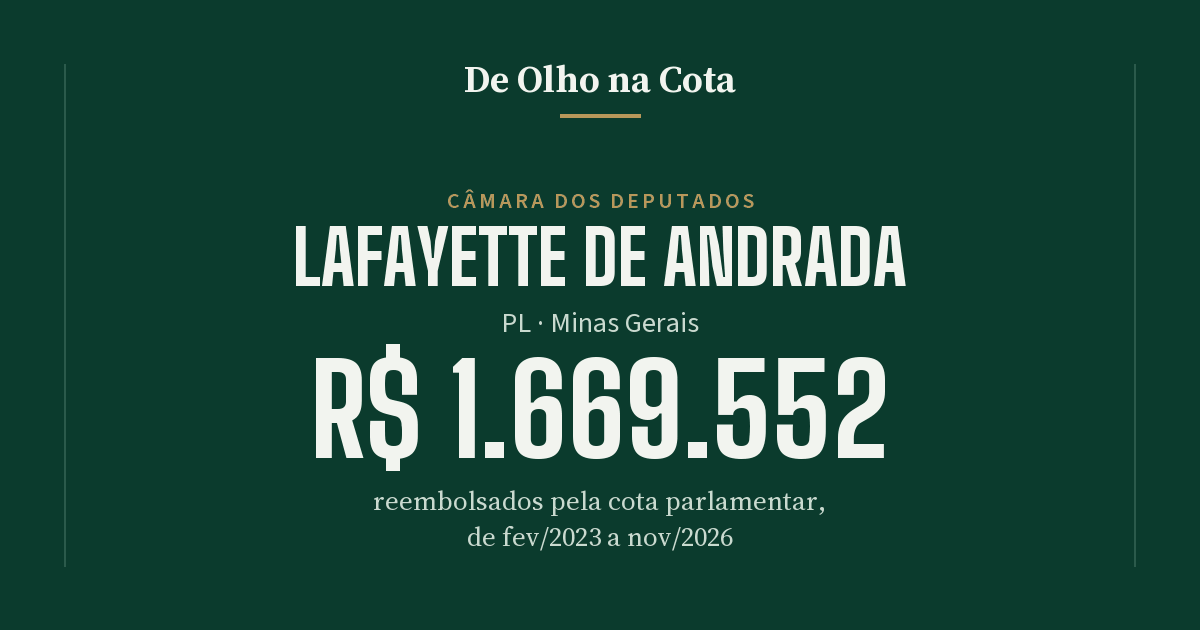 De Olho na Cota
CÂMARA DOS DEPUTADOS
LAFAYETTE DE ANDRADA
PL · Minas Gerais
R$ 1.669.552
reembolsados pela cota parlamentar,
de fev/2023 a nov/2026